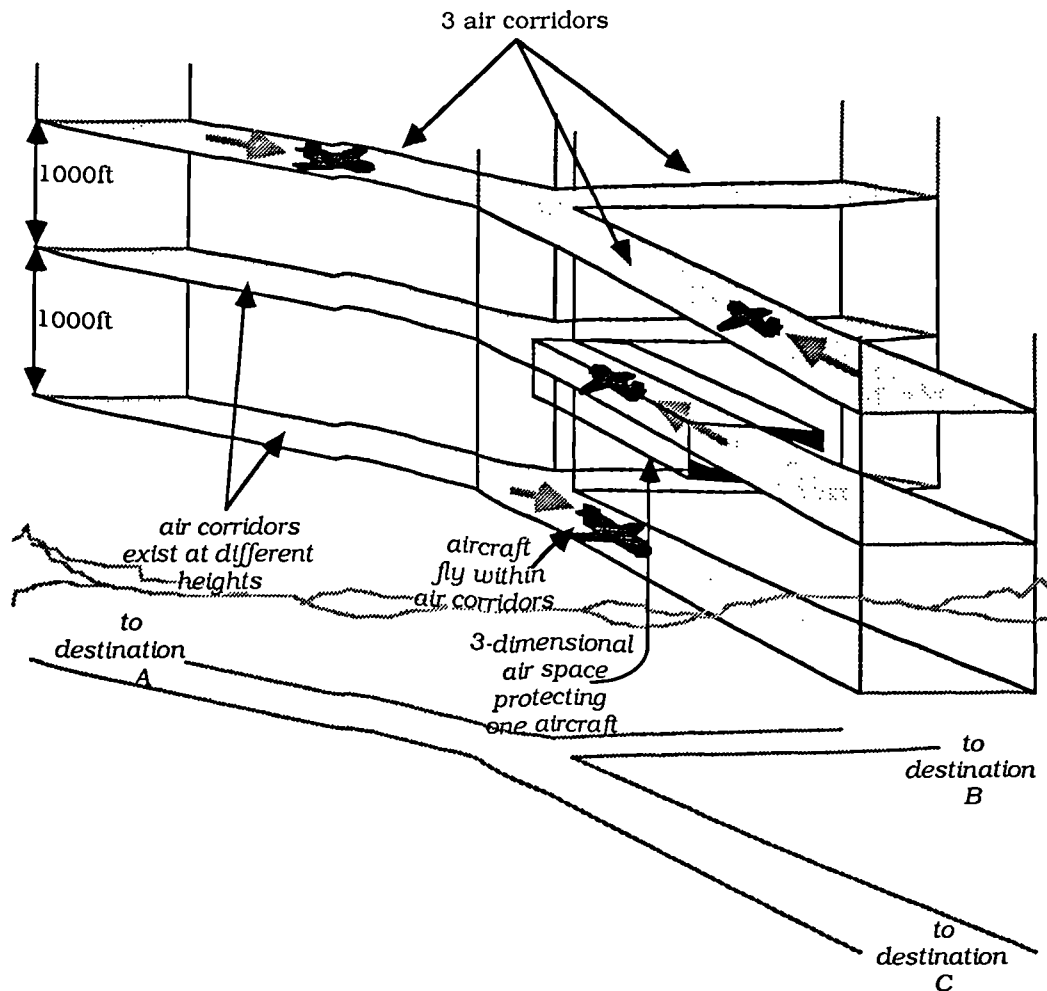 3 air corridors
1000ft
1000ft
air corridors
exist at different
heights
aircraft
fly within
air corridors
3-dimensional
air space
protecting
one aircraft
to
destination
A
to
destination
B
to
destination
C